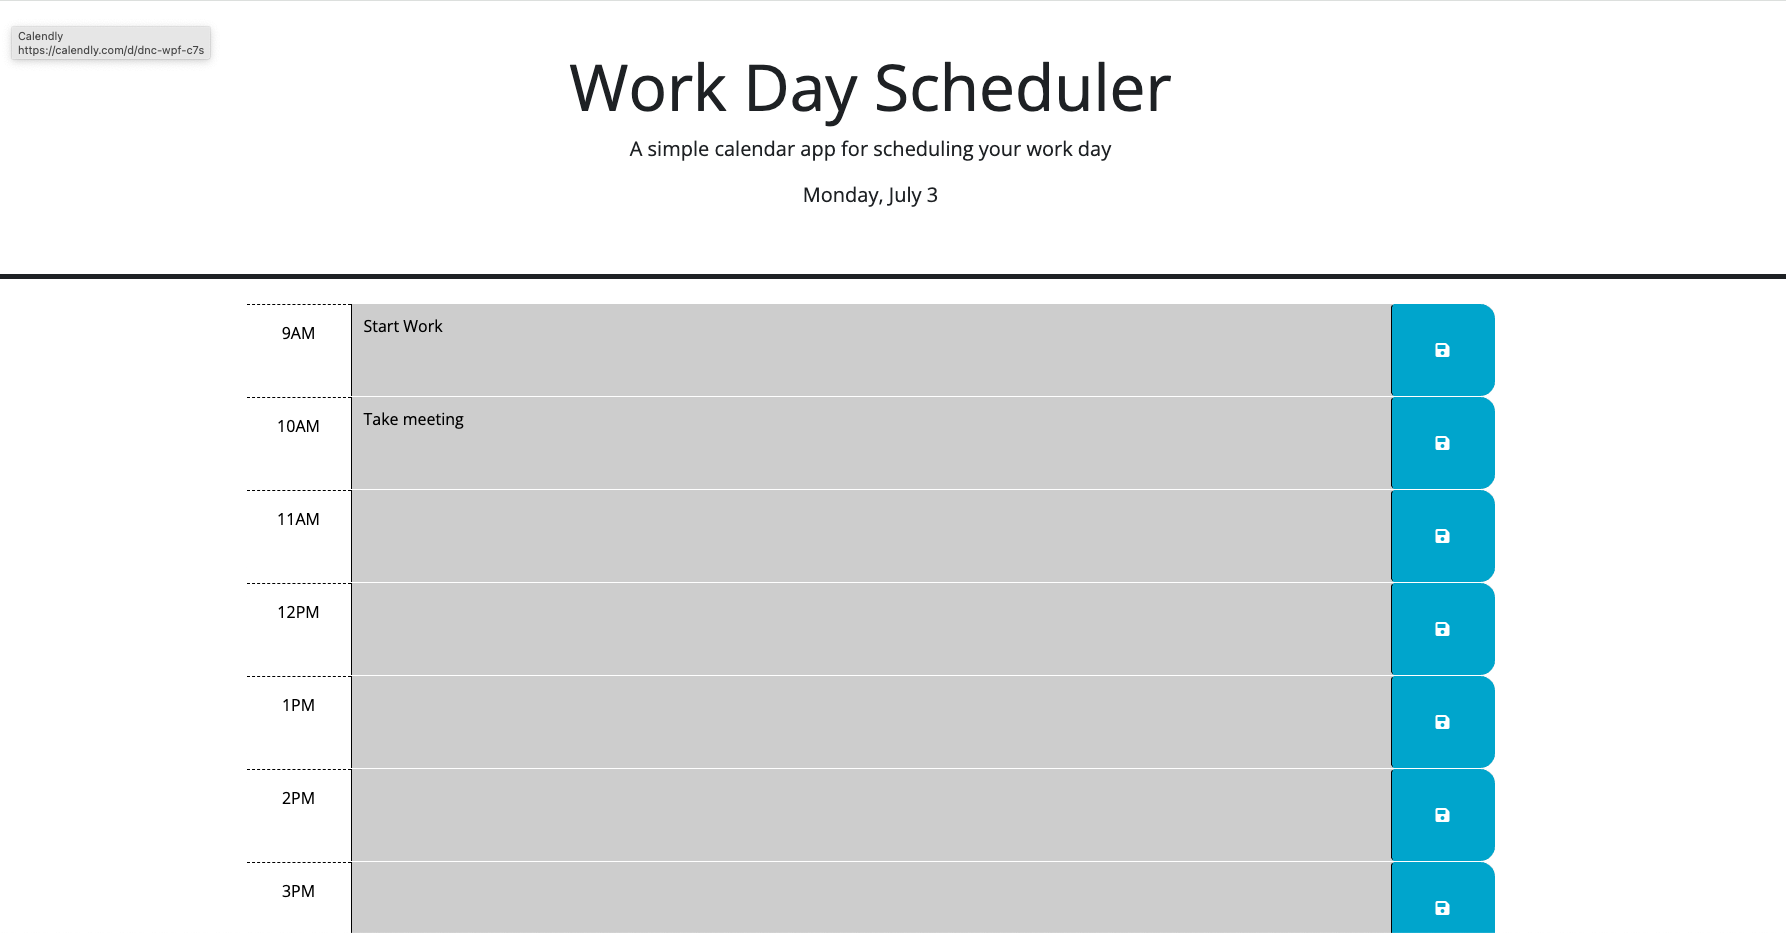 Calendly
https://calendly.com/d/dnc-wpf-c7s
Work Day Scheduler
A simple calendar app for scheduling your work day
Monday, July 3
9AM
Start Work
10AM
Take meeting
11AM
12PM
1PM
2PM
3PM